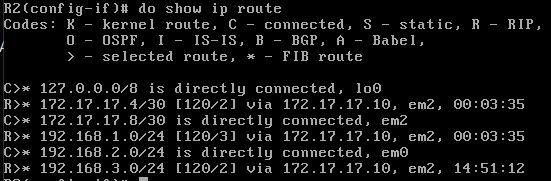 R2(config-if)# do show ip route
Codes: K - kernel route, C - connected, S - static, R - RIP,
O - OSPF, I - IS-IS, B - BGP, A - Babel,
> - selected route, * - FIB route
C>* 127.0.0.0/8 is directly connected, lo0
R>* 172.17.17.4/30 [120/2] via 172.17.17.10, em2, 00:03:35
C>* 172.17.17.8/30 is directly connected, em2
R>* 192.168.1.0/24 [120/2] via 172.17.17.10, em2, 00:03:35
C>* 192.168.2.0/24 is directly connected, em0
R>* 192.168.3.0/24 [120/2] via 172.17.17.10, em2, 14:51:12
R2(config-if)#